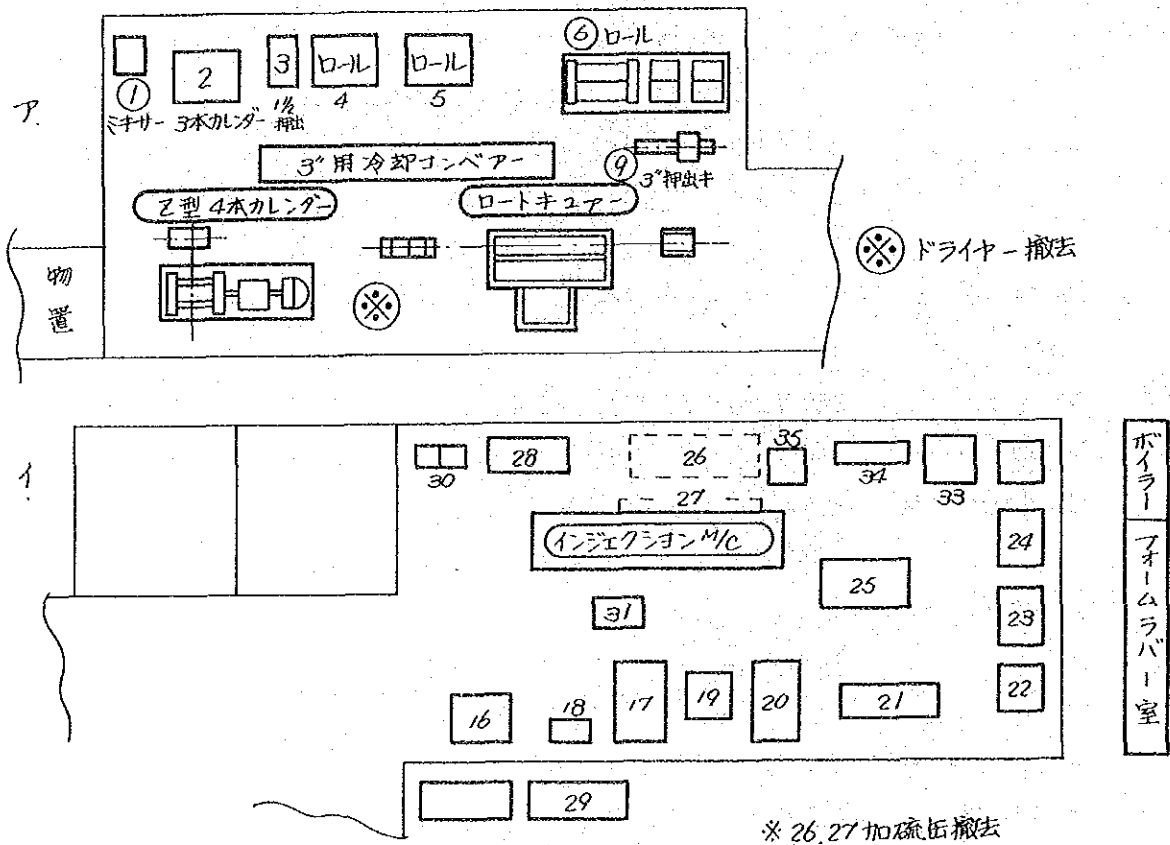 ア.
① ミキサー
2 3本カレンダー
3 1½ 押出
ロール 4
ロール 5
⑥ ロール
3″用冷却コンベアー
⑨ 3″押出キ
Z型 4本カレンダー
ロートキュアー
物置
※ ドライヤー撤去
※
イ.
30
28
26
27
35
34
33
インジェクションM/C
24
25
23
31
22
16
18
17
19
20
21
29
ボイラー
フォームラバー室
※ 26,27加硫缶撤去